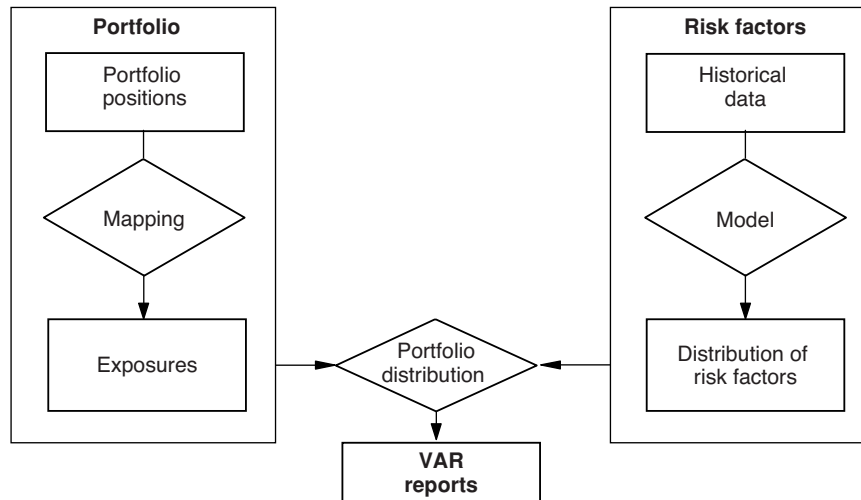 Portfolio
Portfolio
positions
Mapping
Exposures
Risk factors
Historical
data
Model
Distribution of
risk factors
Portfolio
distribution
VAR
reports